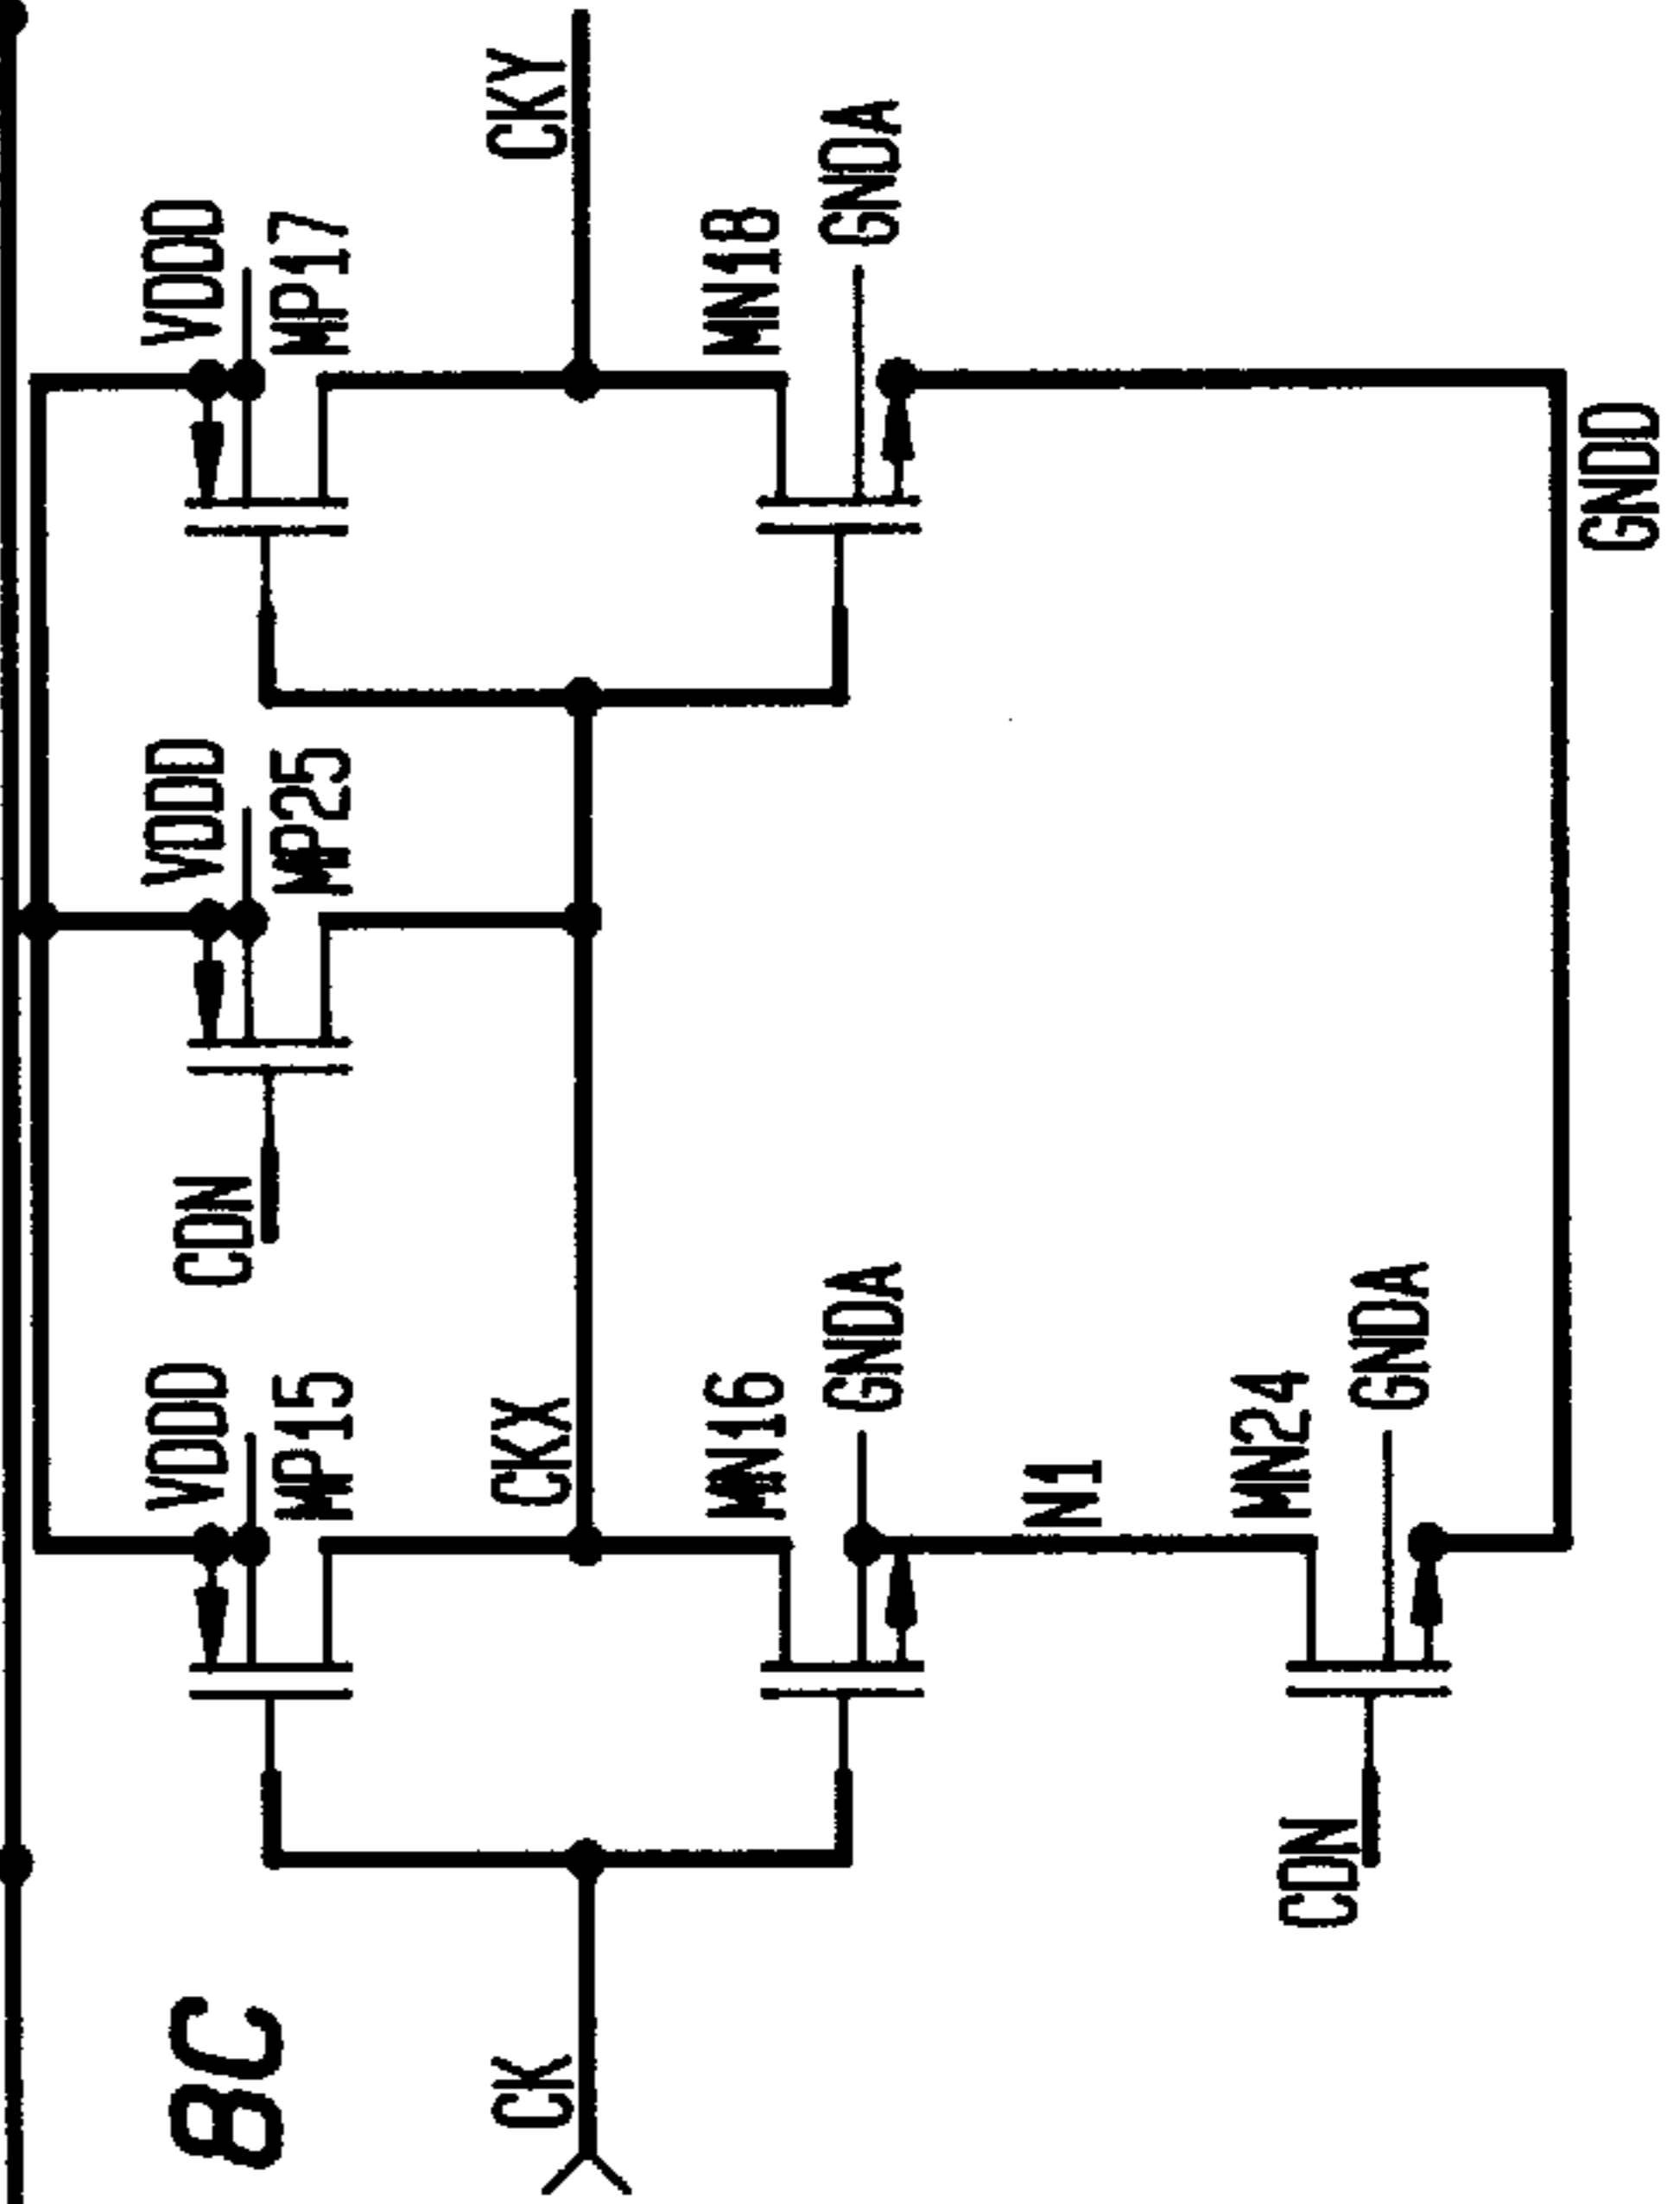 VDDD VDDD VDDD
8C CDN
MP15 MP25 MP17
CK CKX CKY
MN16 MN18
GNDA GNDA
N1
MN24
CDN
GNDA
GNDD